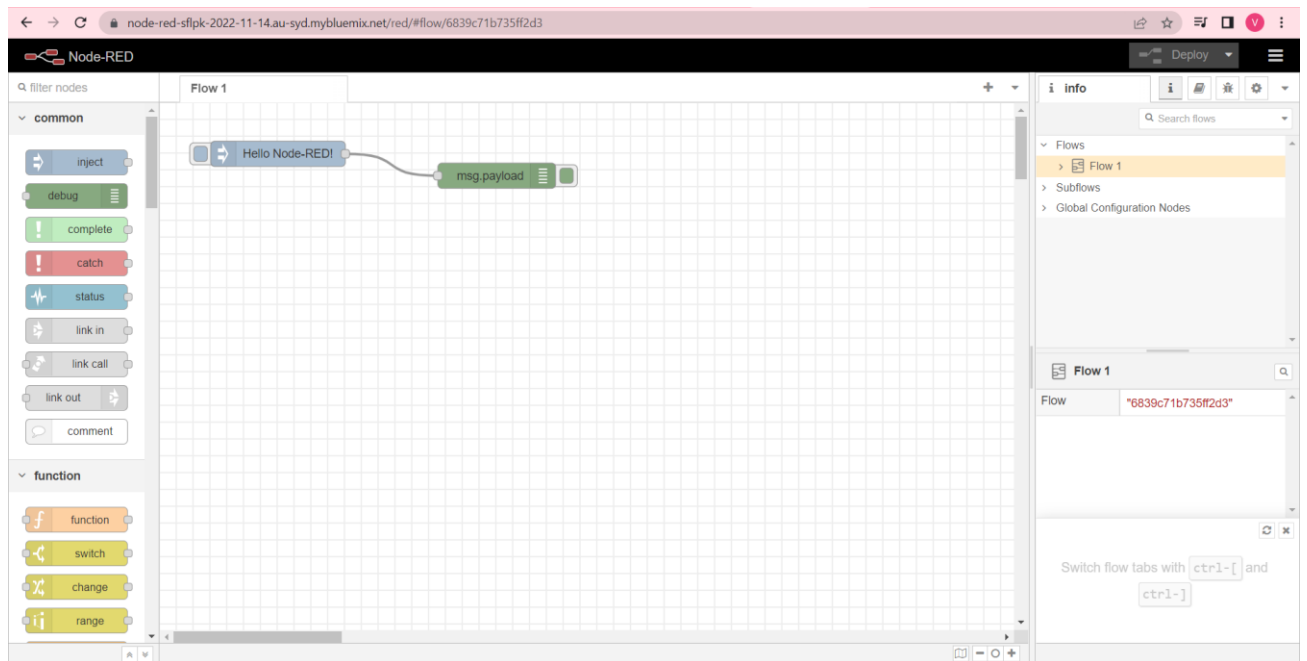 node-red-sflpk-2022-11-14.au-syd.mybluemix.net/red/#flow/6839c71b735ff2d3
V
Node-RED
Deploy
filter nodes
Flow 1
i info
i
Search flows
common
inject
debug
complete
catch
status
link in
link call
link out
comment
function
f function
switch
change
range
Hello Node-RED!
msg.payload
Flows
Flow 1
Subflows
Global Configuration Nodes
Flow 1
Flow "6839c71b735ff2d3"
Switch flow tabs with ctrl-[ and
ctrl-]